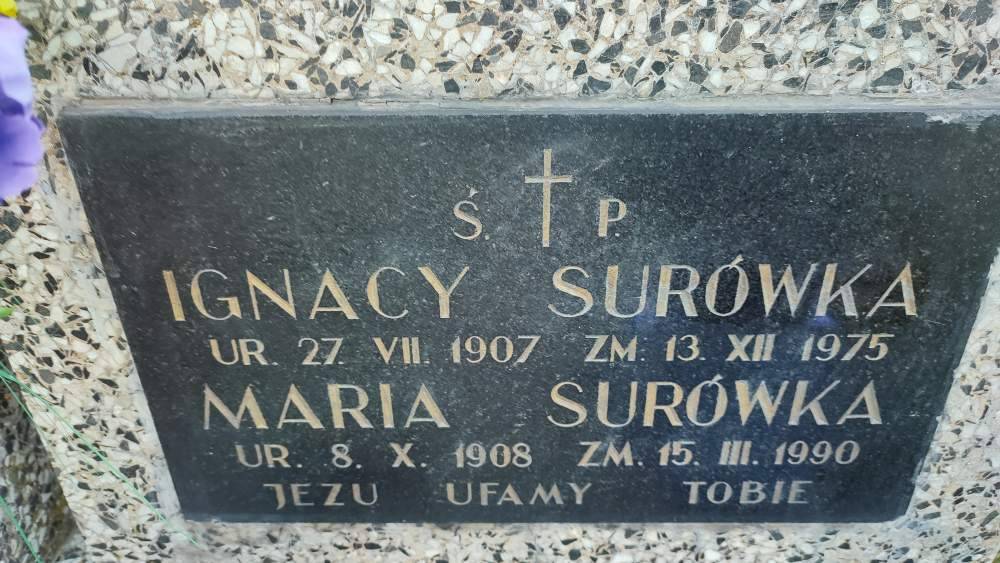 Ś. P.
IGNACY SURÓWKA
UR. 27. VII. 1907 ZM. 13. XII 1975
MARIA SURÓWKA
UR. 8. X. 1908 ZM. 15. III. 1990
JEZU UFAMY TOBIE